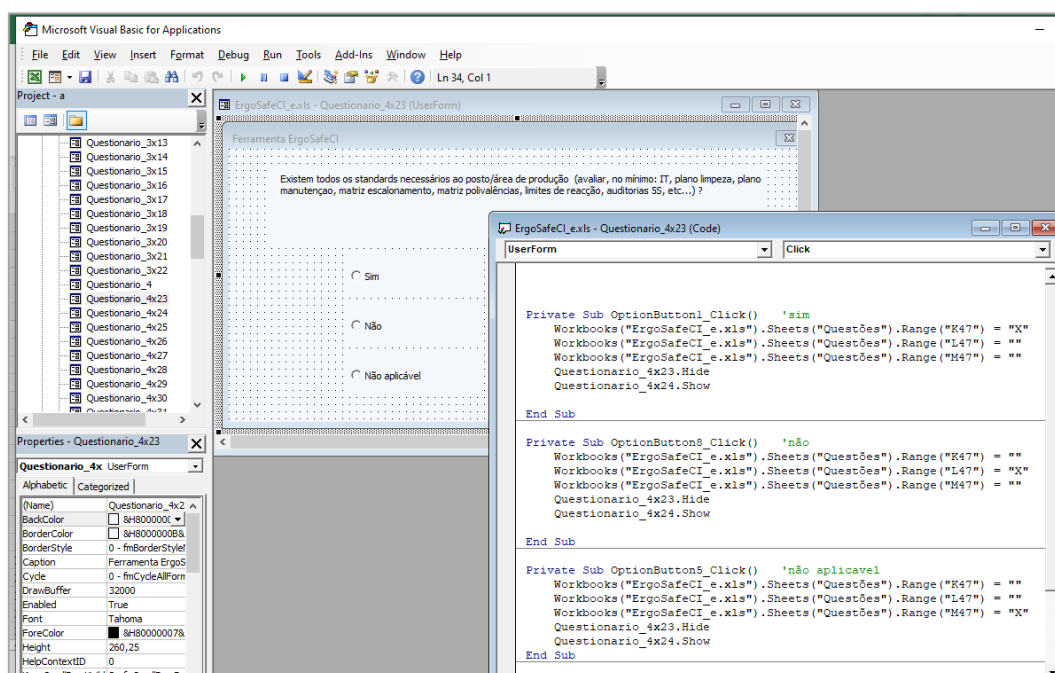 Microsoft Visual Basic for Applications
File Edit View Insert Format Debug Run Tools Add-Ins Window Help
Ln 34, Col 1
Project - a
Questionario_3x13
Questionario_3x14
Questionario_3x15
Questionario_3x16
Questionario_3x17
Questionario_3x18
Questionario_3x19
Questionario_3x20
Questionario_3x21
Questionario_3x22
Questionario_4
Questionario_4x23
Questionario_4x24
Questionario_4x25
Questionario_4x26
Questionario_4x27
Questionario_4x28
Questionario_4x29
Questionario_4x30
Questionario_4x31
Properties - Questionario_4x23
Questionario_4x UserForm
Alphabetic Categorized
(Name) Questionario_4x2
BackColor &H8000000
BorderColor &H8000000B&
BorderStyle 0 - fmBorderStyle
Caption Ferramenta ErgoS
Cycle 0 - fmCycleAllForm
DrawBuffer 32000
Enabled True
Font Tahoma
ForeColor &H80000007&
Height 260,25
HelpContextID 0
ErgoSafeCI_e.xls - Questionario_4x23 (UserForm)
Ferramenta ErgoSafeCI
Existem todos os standards necessários ao posto/área de produção (avaliar, no mínimo: IT, plano limpeza, plano
manutençao, matriz escalonamento, matriz polivalências, limites de reacção, auditorias 5S, etc...) ?
Sim
Não
Não aplicável
ErgoSafeCI_e.xls - Questionario_4x23 (Code)
UserForm Click
Private Sub OptionButton1_Click() 'sim
Workbooks("ErgoSafeCI_e.xls").Sheets("Questões").Range("K47") = "X"
Workbooks("ErgoSafeCI_e.xls").Sheets("Questões").Range("L47") = ""
Workbooks("ErgoSafeCI_e.xls").Sheets("Questões").Range("M47") = ""
Questionario_4x23.Hide
Questionario_4x24.Show
End Sub
Private Sub OptionButton8_Click() 'não
Workbooks("ErgoSafeCI_e.xls").Sheets("Questões").Range("K47") = ""
Workbooks("ErgoSafeCI_e.xls").Sheets("Questões").Range("L47") = "X"
Workbooks("ErgoSafeCI_e.xls").Sheets("Questões").Range("M47") = ""
Questionario_4x23.Hide
Questionario_4x24.Show
End Sub
Private Sub OptionButton5_Click() 'não aplicavel
Workbooks("ErgoSafeCI_e.xls").Sheets("Questões").Range("K47") = ""
Workbooks("ErgoSafeCI_e.xls").Sheets("Questões").Range("L47") = ""
Workbooks("ErgoSafeCI_e.xls").Sheets("Questões").Range("M47") = "X"
Questionario_4x23.Hide
Questionario_4x24.Show
End Sub